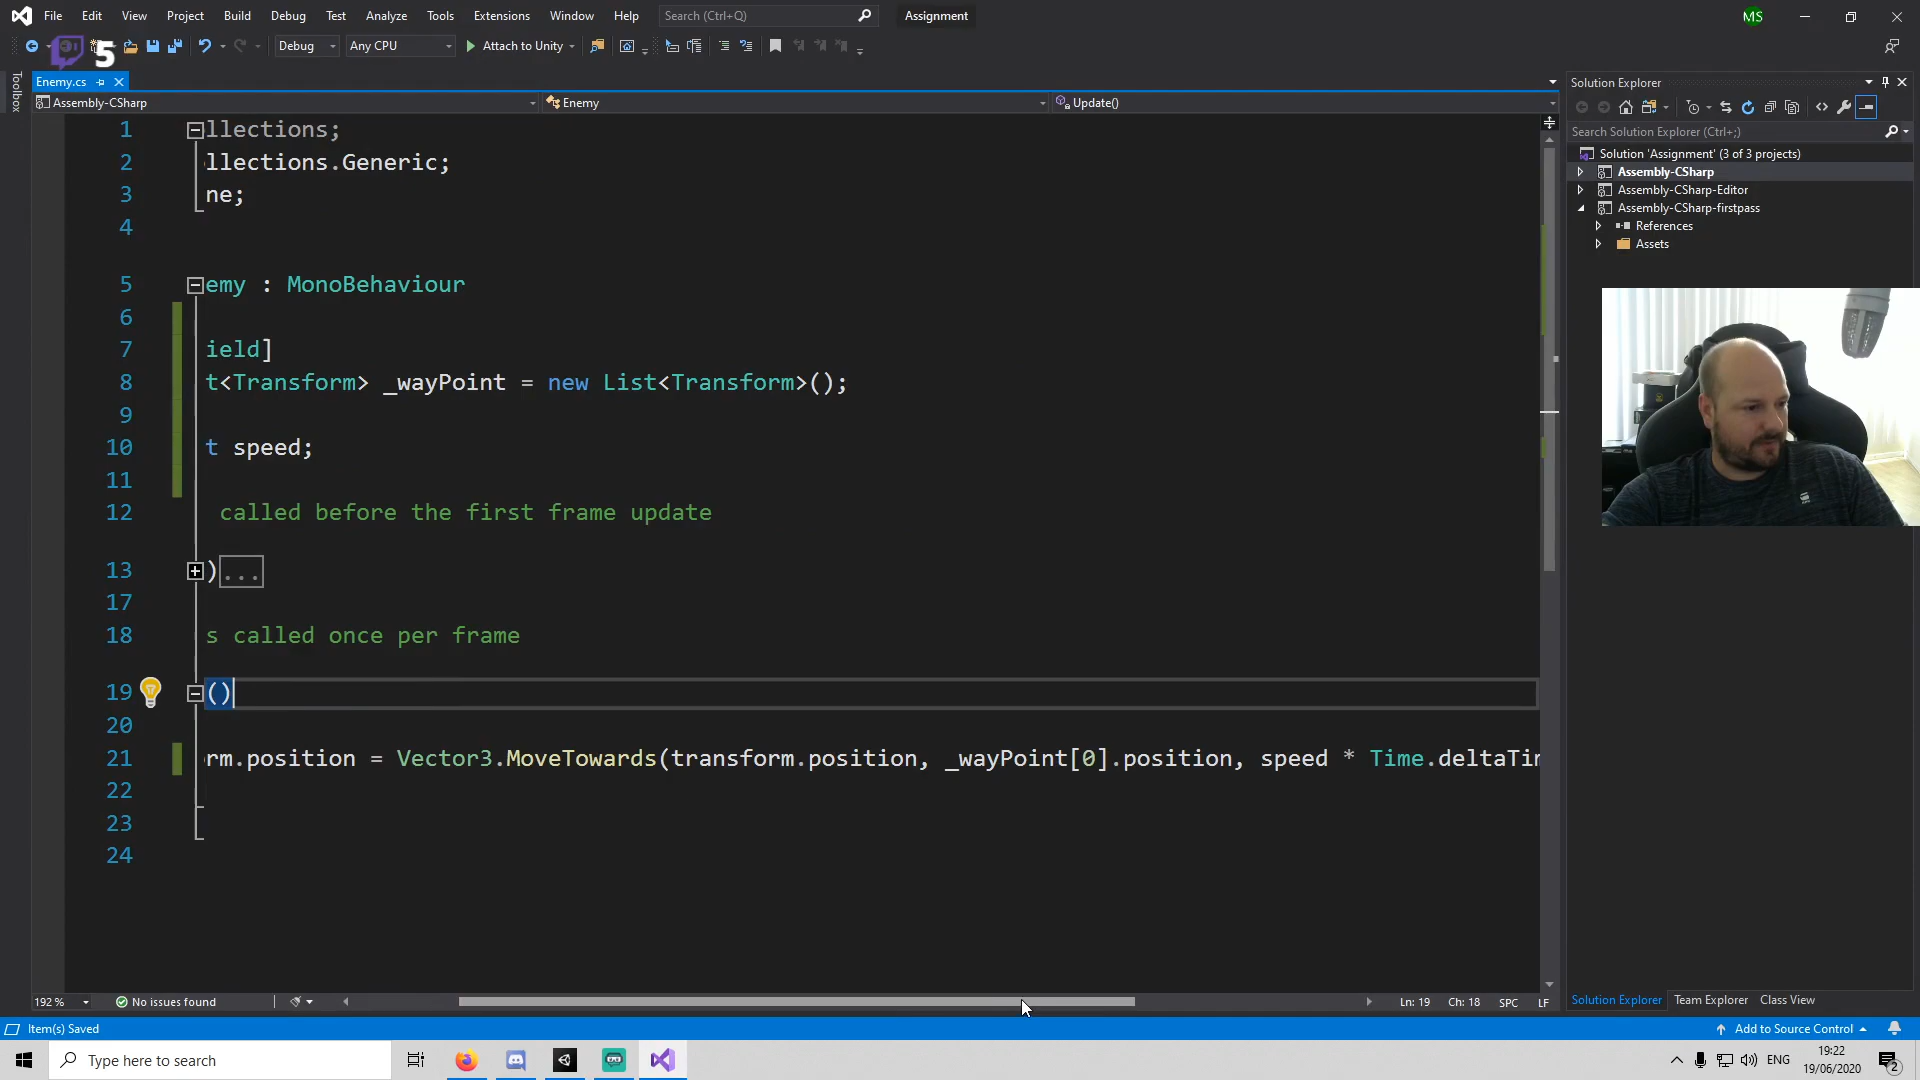 File Edit View Project Build Debug Test Analyze Tools Extensions Window Help Search (Ctrl+Q) Assignment MS
5 Debug Any CPU Attach to Unity
Toolbox
Enemy.cs
Assembly-CSharp Enemy Update()
1 llections;
2 llections.Generic;
3 ne;
4
5 emy : MonoBehaviour
6
7 ield]
8 t<Transform> _wayPoint = new List<Transform>();
9
10 t speed;
11
12 called before the first frame update
13 )...
17
18 s called once per frame
19 ()
20
21 rm.position = Vector3.MoveTowards(transform.position, _wayPoint[0].position, speed * Time.deltaTim
22
23
24
192 % No issues found Ln: 19 Ch: 18 SPC LF
Solution Explorer
Search Solution Explorer (Ctrl+;)
Solution 'Assignment' (3 of 3 projects)
Assembly-CSharp
Assembly-CSharp-Editor
Assembly-CSharp-firstpass
References
Assets
Solution Explorer Team Explorer Class View
Item(s) Saved Add to Source Control
Type here to search
ENG 19:22
19/06/2020
2